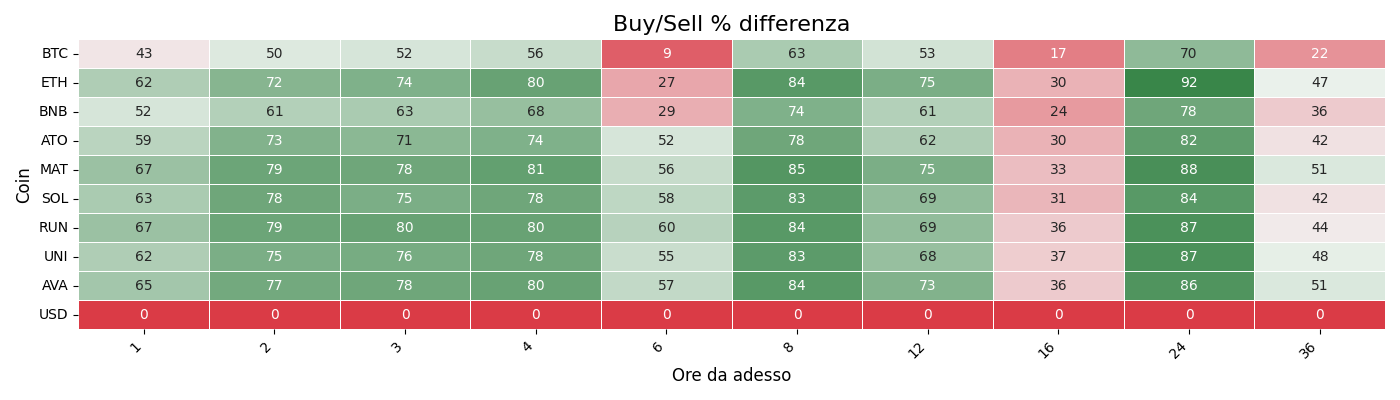 Buy/Sell % differenza
Coin
BTC 43 50 52 56 9 63 53 17 70 22
ETH 62 72 74 80 27 84 75 30 92 47
BNB 52 61 63 68 29 74 61 24 78 36
ATO 59 73 71 74 52 78 62 30 82 42
MAT 67 79 78 81 56 85 75 33 88 51
SOL 63 78 75 78 58 83 69 31 84 42
RUN 67 79 80 80 60 84 69 36 87 44
UNI 62 75 76 78 55 83 68 37 87 48
AVA 65 77 78 80 57 84 73 36 86 51
USD 0 0 0 0 0 0 0 0 0 0
1 2 3 4 6 8 12 16 24 36
Ore da adesso